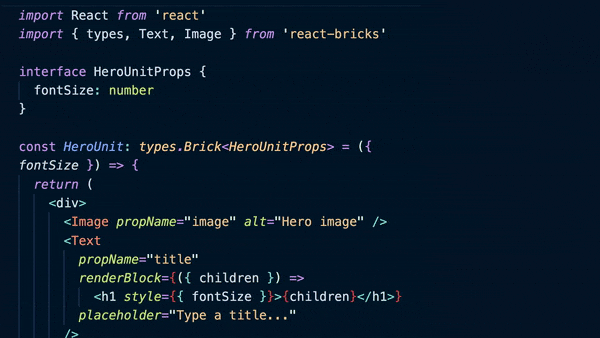 import React from 'react'
import { types, Text, Image } from 'react-bricks'
interface HeroUnitProps {
fontSize: number
}
const HeroUnit: types.Brick<HeroUnitProps> = ({
fontSize }) => {
return (
<div>
<Image propName="image" alt="Hero image" />
<Text
propName="title"
renderBlock={({ children }) =>
<h1 style={{ fontSize }}>{children}</h1>}
placeholder="Type a title..."
/>